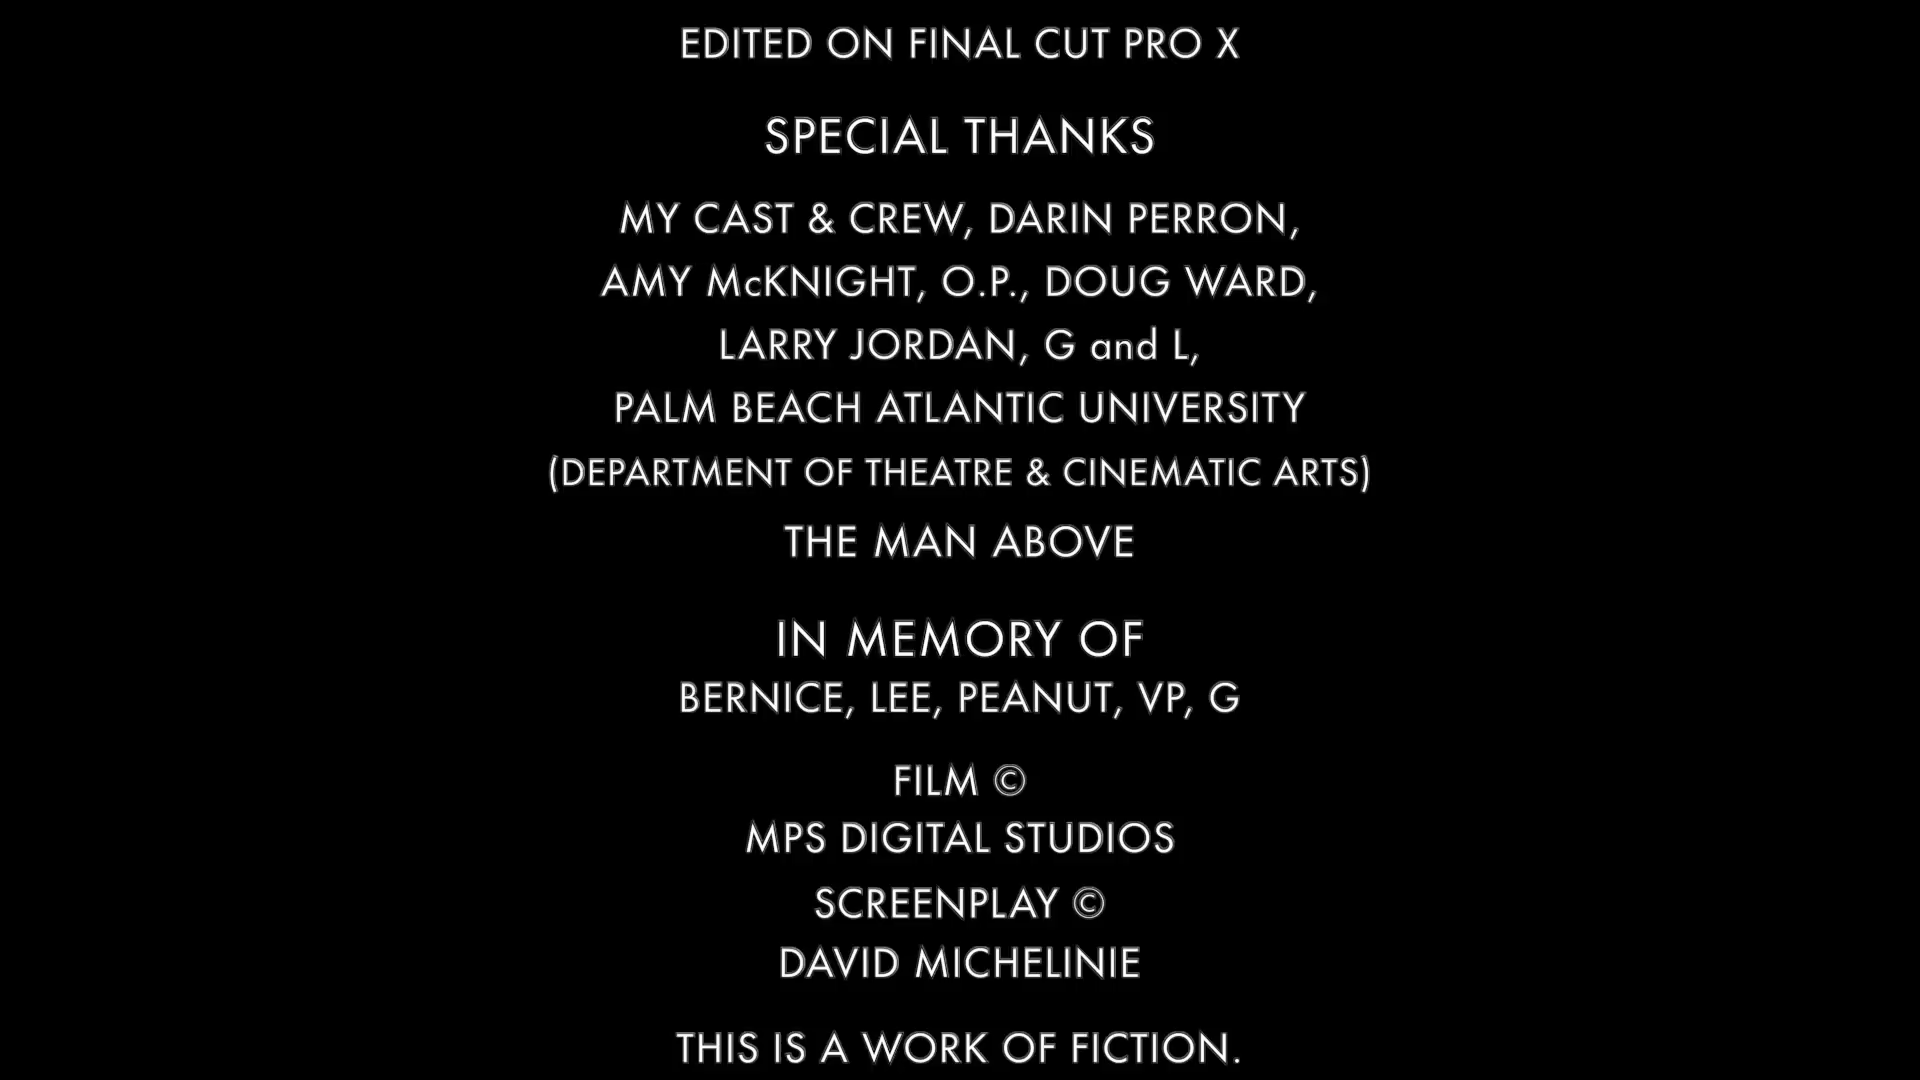 EDITED ON FINAL CUT PRO X
SPECIAL THANKS
MY CAST & CREW, DARIN PERRON,
AMY McKNIGHT, O.P., DOUG WARD,
LARRY JORDAN, G and L,
PALM BEACH ATLANTIC UNIVERSITY
(DEPARTMENT OF THEATRE & CINEMATIC ARTS)
THE MAN ABOVE
IN MEMORY OF
BERNICE, LEE, PEANUT, VP, G
FILM ©
MPS DIGITAL STUDIOS
SCREENPLAY ©
DAVID MICHELINIE
THIS IS A WORK OF FICTION.